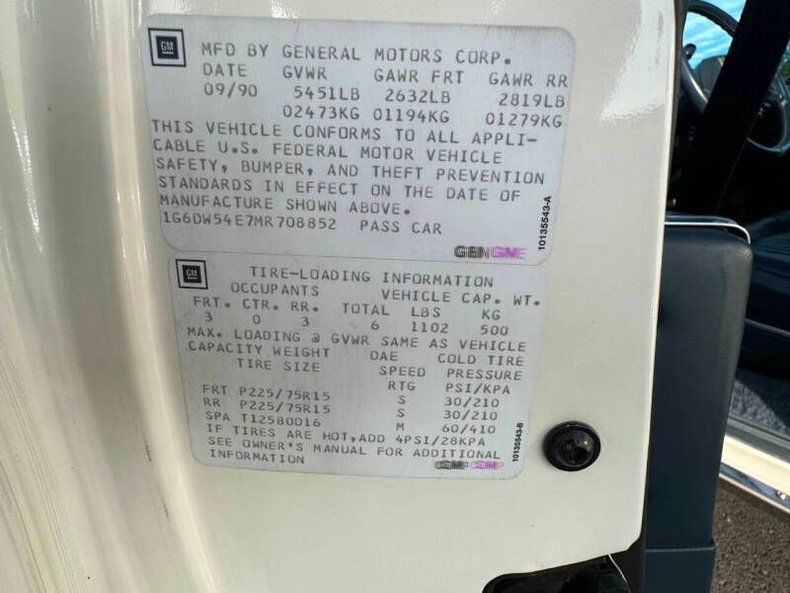 GM
MFD BY GENERAL MOTORS CORP.
DATE GVWR GAWR FRT GAWR RR
09/90 5451LB 2632LB 2819LB
02473KG 01194KG 01279KG
THIS VEHICLE CONFORMS TO ALL APPLI-
CABLE U.S. FEDERAL MOTOR VEHICLE
SAFETY, BUMPER, AND THEFT PREVENTION
STANDARDS IN EFFECT ON THE DATE OF
MANUFACTURE SHOWN ABOVE.
1G6DW54E7MR708852 PASS CAR
10135543-A
GM
TIRE-LOADING INFORMATION
OCCUPANTS VEHICLE CAP. WT.
FRT. CTR. RR. TOTAL LBS KG
3 0 3 6 1102 500
MAX. LOADING @ GVWR SAME AS VEHICLE
CAPACITY WEIGHT DAE COLD TIRE
TIRE SIZE SPEED PRESSURE
RTG PSI/KPA
FRT P225/75R15 S 30/210
RR P225/75R15 S 30/210
SPA T12580D16 M 60/410
IF TIRES ARE HOT,ADD 4PSI/28KPA
SEE OWNER'S MANUAL FOR ADDITIONAL
INFORMATION
10135543-B